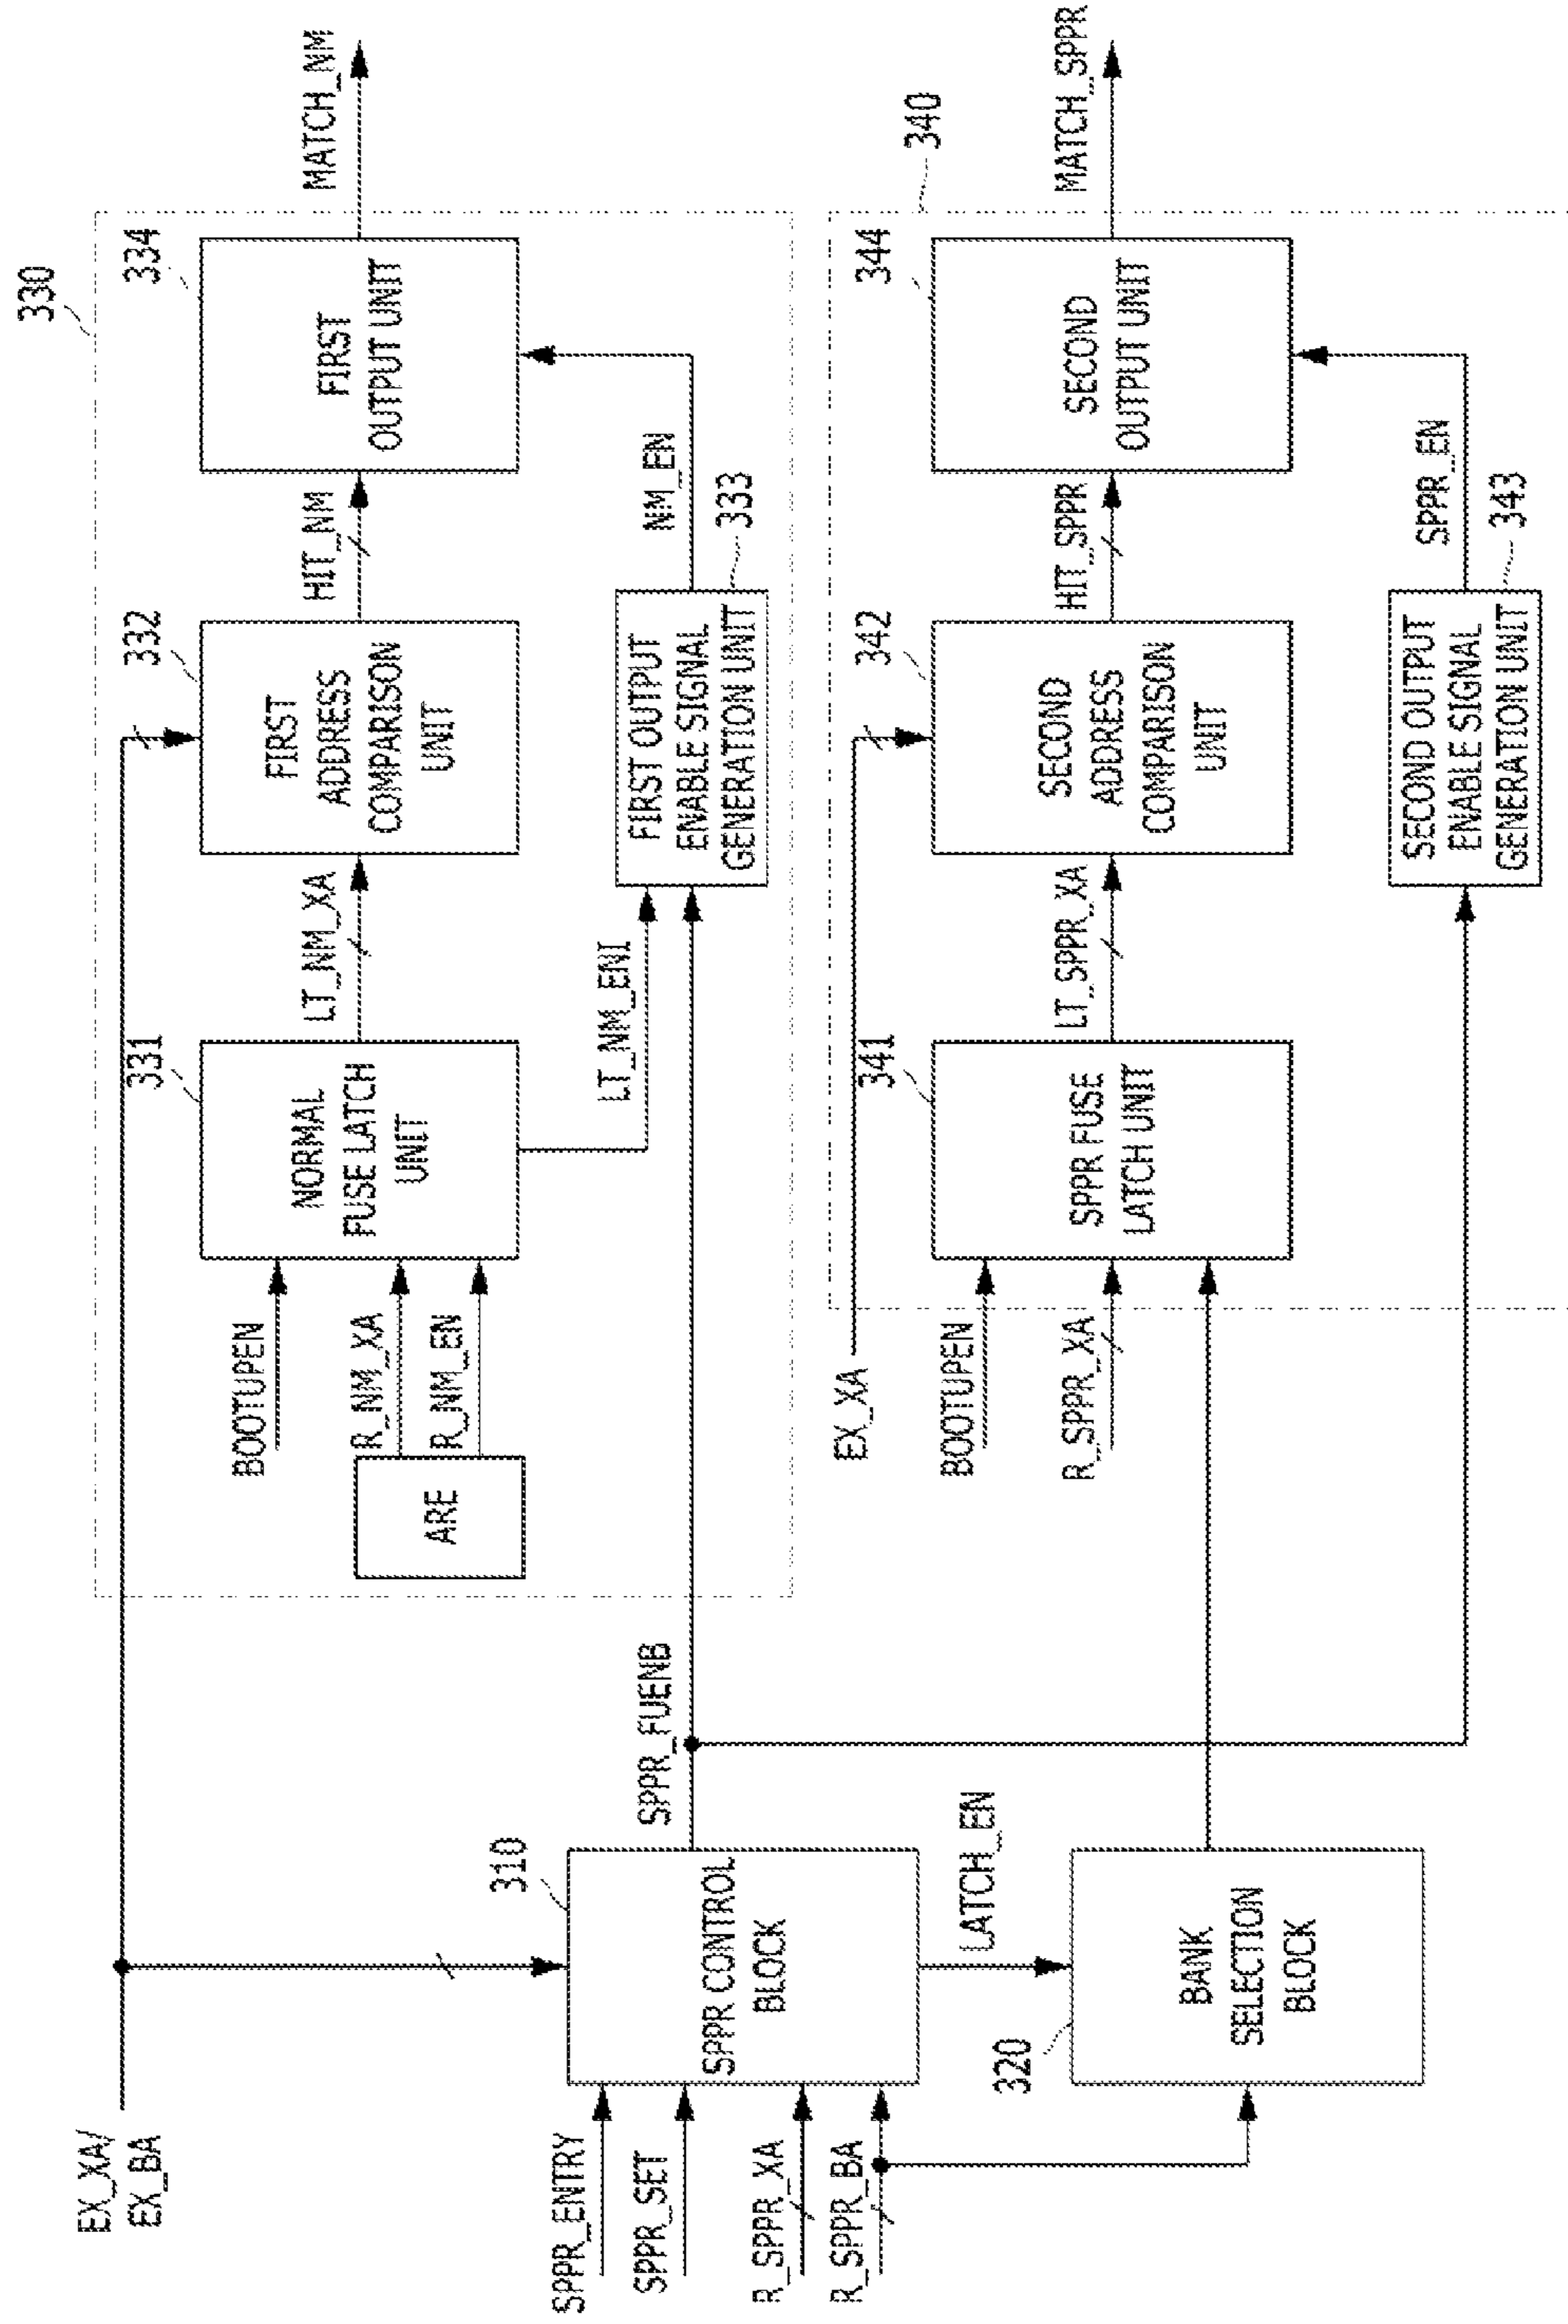 EX_XA/
EX_BA
330
331
332
334
BOOTUPEN
R_NM_XA
R_NM_EN
ARE
NORMAL
FUSE LATCH
UNIT
LT_NM_XA
FIRST
ADDRESS
COMPARISON
UNIT
HIT_NM
FIRST
OUTPUT UNIT
MATCH_NM
LT_NM_ENI
FIRST OUTPUT
ENABLE SIGNAL
GENERATION UNIT
333
NM_EN
SPPR_ENTRY
SPPR_SET
R_SPPR_XA
R_SPPR_BA
310
SPPR CONTROL
BLOCK
SPPR_FUENB
LATCH_EN
320
BANK
SELECTION
BLOCK
340
EX_XA
341
342
344
BOOTUPEN
R_SPPR_XA
SPPR FUSE
LATCH UNIT
LT_SPPR_XA
SECOND
ADDRESS
COMPARISON
UNIT
HIT_SPPR
SECOND
OUTPUT UNIT
MATCH_SPPR
SECOND OUTPUT
ENABLE SIGNAL
GENERATION UNIT
343
SPPR_EN